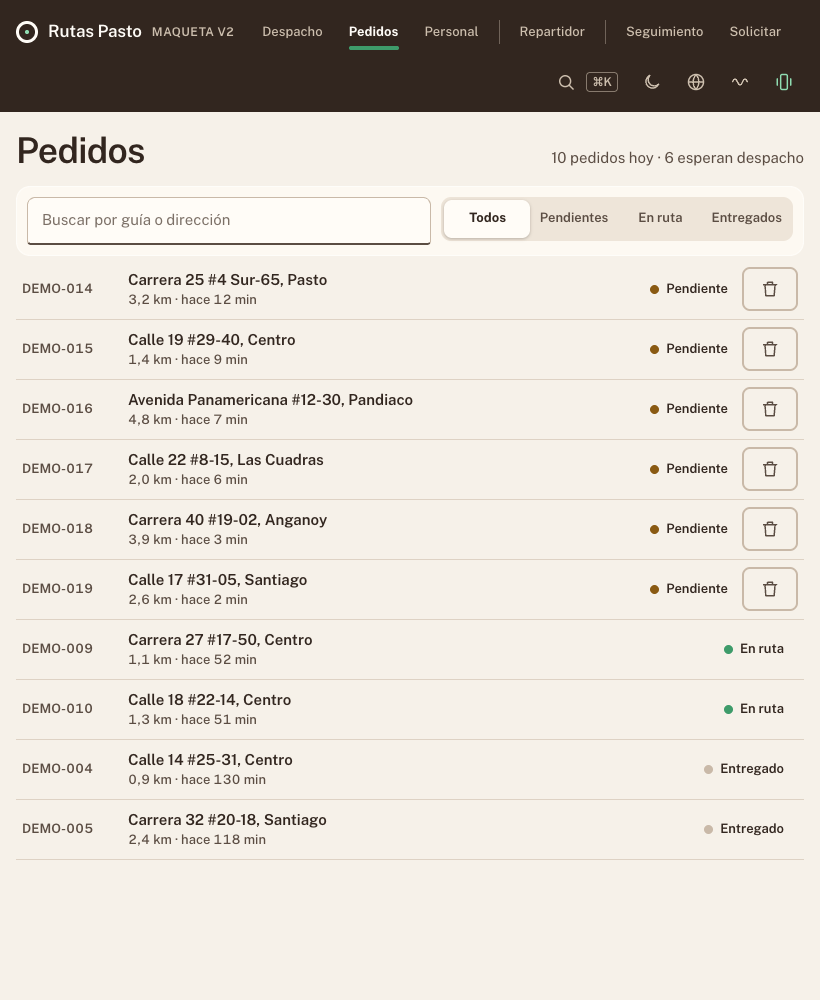 Rutas Pasto MAQUETA V2 Despacho Pedidos Personal Repartidor Seguimiento Solicitar
⌘K
Pedidos
10 pedidos hoy · 6 esperan despacho
Buscar por guía o dirección
Todos Pendientes En ruta Entregados
DEMO-014 Carrera 25 #4 Sur-65, Pasto Pendiente
3,2 km · hace 12 min
DEMO-015 Calle 19 #29-40, Centro Pendiente
1,4 km · hace 9 min
DEMO-016 Avenida Panamericana #12-30, Pandiaco Pendiente
4,8 km · hace 7 min
DEMO-017 Calle 22 #8-15, Las Cuadras Pendiente
2,0 km · hace 6 min
DEMO-018 Carrera 40 #19-02, Anganoy Pendiente
3,9 km · hace 3 min
DEMO-019 Calle 17 #31-05, Santiago Pendiente
2,6 km · hace 2 min
DEMO-009 Carrera 27 #17-50, Centro En ruta
1,1 km · hace 52 min
DEMO-010 Calle 18 #22-14, Centro En ruta
1,3 km · hace 51 min
DEMO-004 Calle 14 #25-31, Centro Entregado
0,9 km · hace 130 min
DEMO-005 Carrera 32 #20-18, Santiago Entregado
2,4 km · hace 118 min